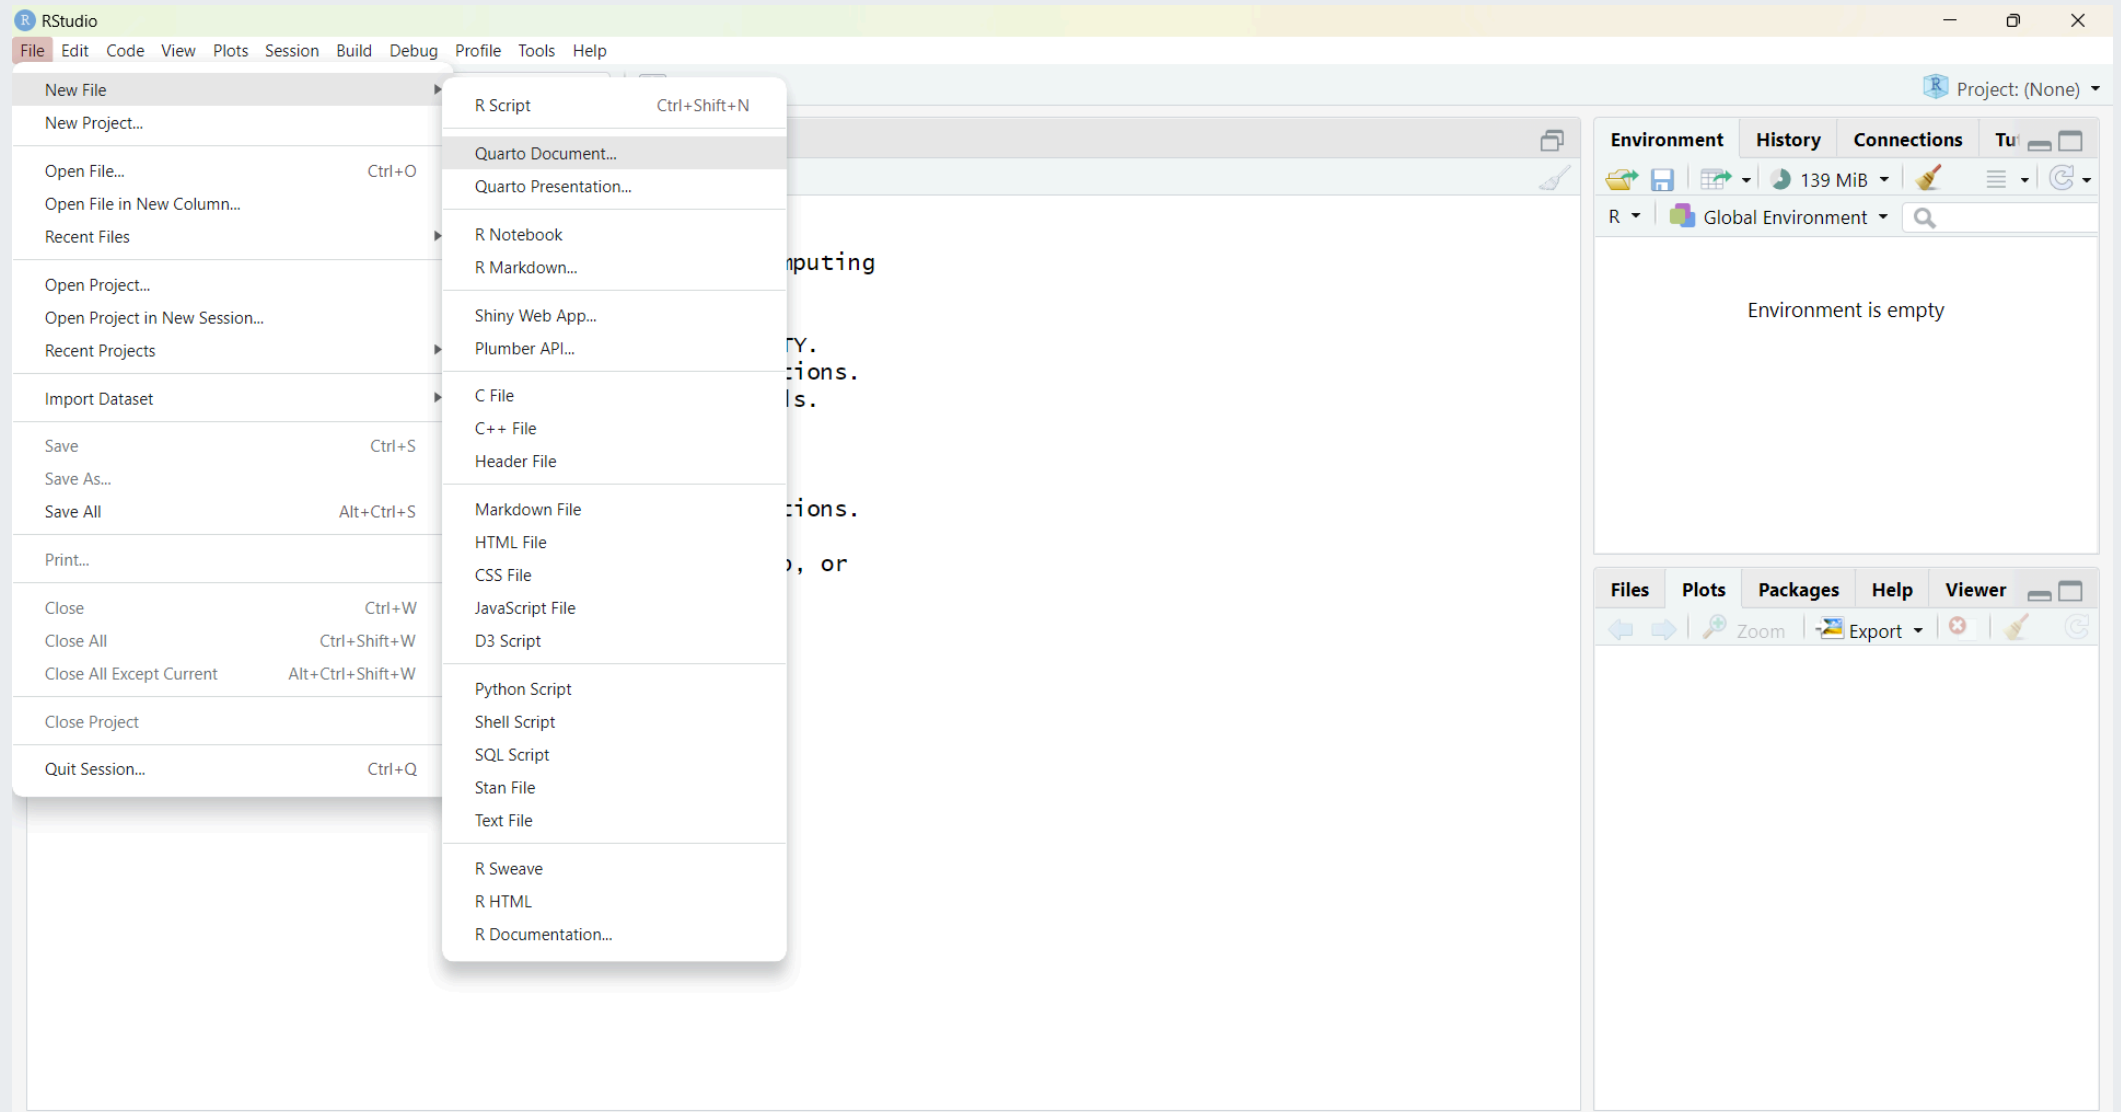 R RStudio
File Edit Code View Plots Session Build Debug Profile Tools Help
New File
New Project...
Open File... Ctrl+O
Open File in New Column...
Recent Files
Open Project...
Open Project in New Session...
Recent Projects
Import Dataset
Save Ctrl+S
Save As...
Save All Alt+Ctrl+S
Print...
Close Ctrl+W
Close All Ctrl+Shift+W
Close All Except Current Alt+Ctrl+Shift+W
Close Project
Quit Session... Ctrl+Q
R Script Ctrl+Shift+N
Quarto Document...
Quarto Presentation...
R Notebook
R Markdown...
Shiny Web App...
Plumber API...
C File
C++ File
Header File
Markdown File
HTML File
CSS File
JavaScript File
D3 Script
Python Script
Shell Script
SQL Script
Stan File
Text File
R Sweave
R HTML
R Documentation...
mputing
TY.
tions.
ls.
tions.
, or
R Project: (None)
Environment History Connections Tu
139 MiB
R Global Environment
Environment is empty
Files Plots Packages Help Viewer
Zoom Export